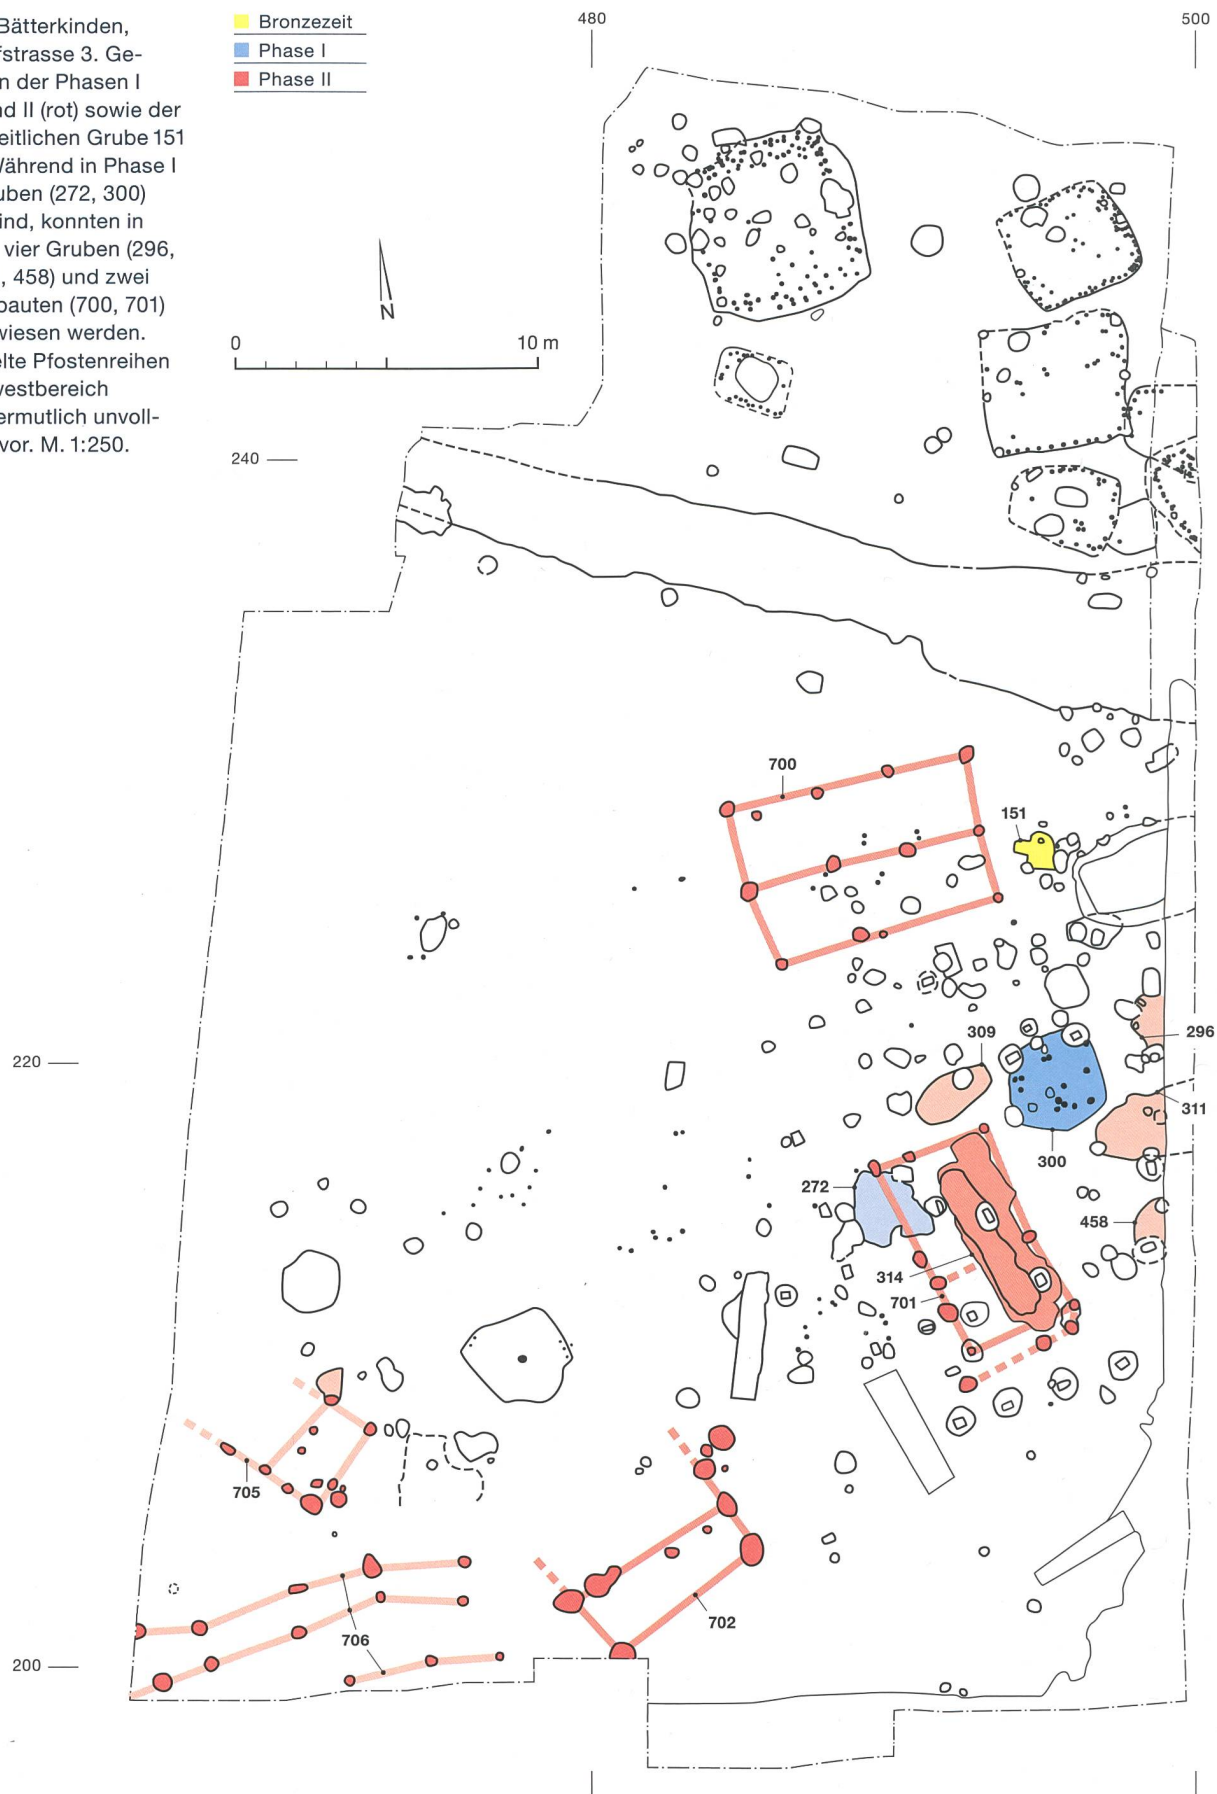 Bätterkinden,
fstrasse 3. Ge-
n der Phasen I
nd II (rot) sowie der
eitlichen Grube 151
Während in Phase I
uben (272, 300)
ind, konnten in
vier Gruben (296,
, 458) und zwei
bauten (700, 701)
wiesen werden.
elte Pfostenreihen
westbereich
ermutlich unvoll-
vor. M. 1:250.
Bronzezeit
Phase I
Phase II
480
500
N
0
10 m
240
700
151
220
309
296
311
300
272
458
314
701
705
702
706
200